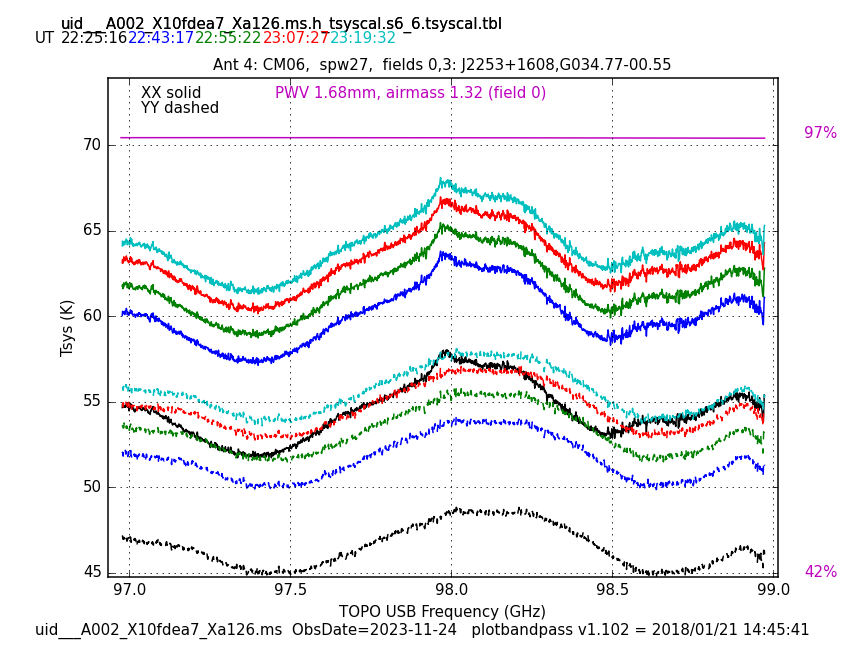 uid___A002_X10fdea7_Xa126.ms.h_tsyscal.s6_6.tsyscal.tbl
UT 22:25:16 22:43:17 22:55:22 23:07:27 23:19:32
Ant 4: CM06, spw27, fields 0,3: J2253+1608,G034.77-00.55
XX solid PWV 1.68mm, airmass 1.32 (field 0)
YY dashed
97%
70
65
60
55
50
45
42%
Tsys (K)
97.0 97.5 98.0 98.5 99.0
TOPO USB Frequency (GHz)
uid___A002_X10fdea7_Xa126.ms ObsDate=2023-11-24 plotbandpass v1.102 = 2018/01/21 14:45:41